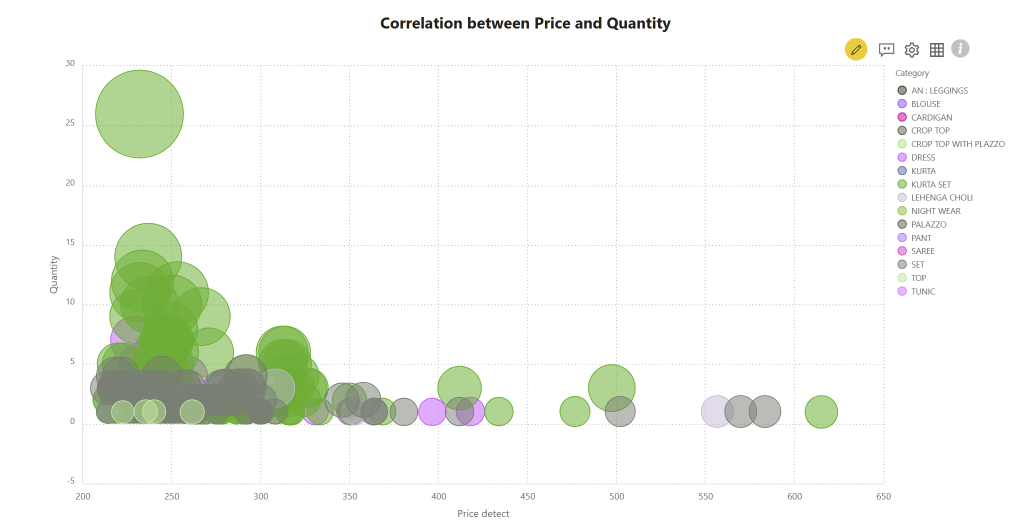 Correlation between Price and Quantity
Category
AN : LEGGINGS
BLOUSE
CARDIGAN
CROP TOP
CROP TOP WITH PLAZZO
DRESS
KURTA
KURTA SET
LEHENGA CHOLI
NIGHT WEAR
PALAZZO
PANT
SAREE
SET
TOP
TUNIC
Quantity
30
25
20
15
10
5
0
-5
200 250 300 350 400 450 500 550 600 650
Price detect